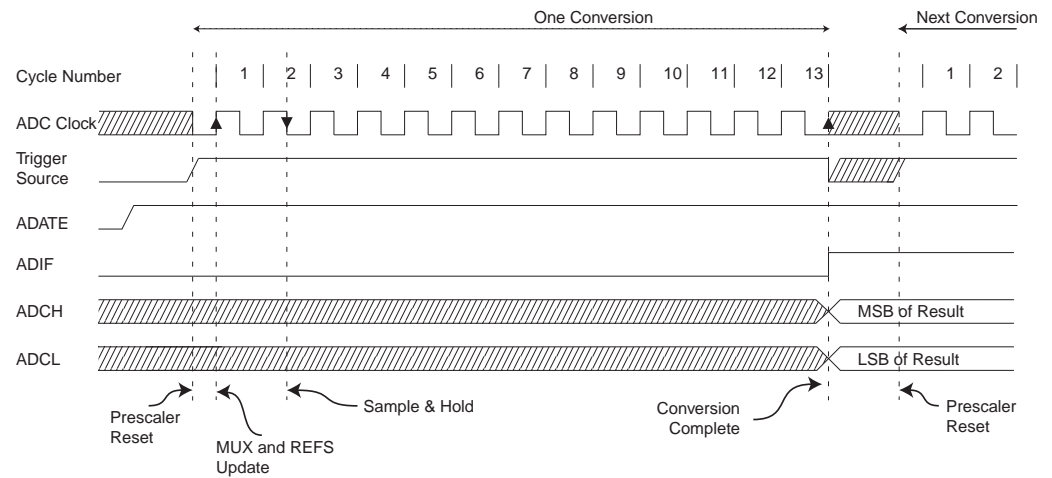 One Conversion
Next Conversion
Cycle Number 1 2 3 4 5 6 7 8 9 10 11 12 13 1 2
ADC Clock
Trigger
Source
ADATE
ADIF
ADCH
MSB of Result
ADCL
LSB of Result
Prescaler
Reset
MUX and REFS
Update
Sample & Hold
Conversion
Complete
Prescaler
Reset